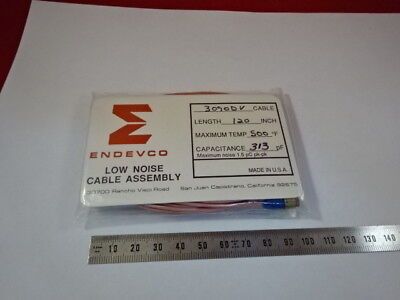 3090DV CABLE
LENGTH 120 INCH
MAXIMUM TEMP. 500 °F
CAPACITANCE 313 pF
Maximum noise 1.5 pC pk-pk
MADE IN U.S.A.
ENDEVCO
LOW NOISE
CABLE ASSEMBLY
30700 Rancho Viejo Road San Juan Capistrano, California 92675
mm 10 20 30 40 50 60 70 80 90 100 110 120 130 140